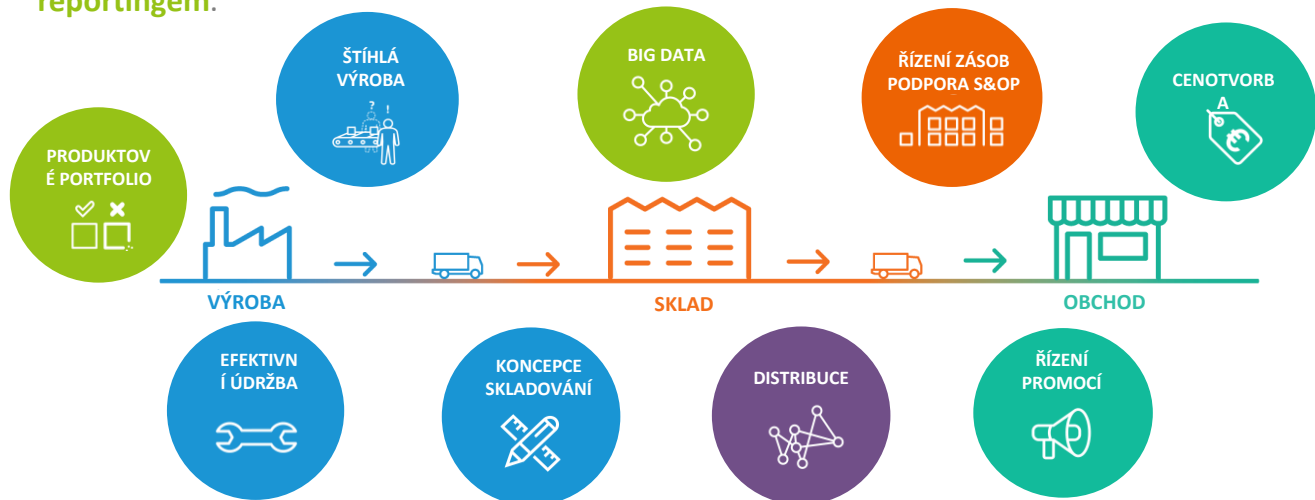 reportingem.
ŠTÍHLÁ
VÝROBA
BIG DATA
ŘÍZENÍ ZÁSOB
PODPORA S&OP
CENOTVORB
A
€
PRODUKTOV
É PORTFOLIO
? !
VÝROBA
SKLAD
OBCHOD
EFEKTIVN
Í ÚDRŽBA
KONCEPCE
SKLADOVÁNÍ
DISTRIBUCE
ŘÍZENÍ
PROMOCÍ